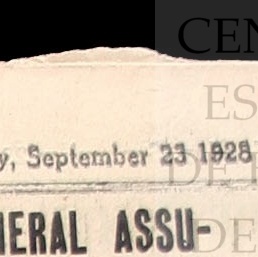 CEN
ES
y, September 23 1928
DE
NERAL ASSU-
DE